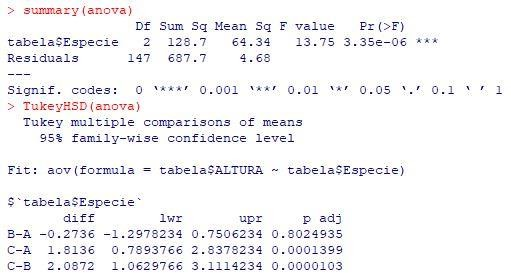 > summary(anova)
                Df Sum Sq Mean Sq F value   Pr(>F)
tabela$Especie   2  128.7   64.34   13.75 3.35e-06 ***
Residuals      147  687.7    4.68
---
Signif. codes:  0 ‘***’ 0.001 ‘**’ 0.01 ‘*’ 0.05 ‘.’ 0.1 ‘ ’ 1
> TukeyHSD(anova)
  Tukey multiple comparisons of means
    95% family-wise confidence level

Fit: aov(formula = tabela$ALTURA ~ tabela$Especie)

$`tabela$Especie`
       diff        lwr       upr     p adj
B-A -0.2736 -1.2978234 0.7506234 0.8024935
C-A  1.8136  0.7893766 2.8378234 0.0001399
C-B  2.0872  1.0629766 3.1114234 0.0000103